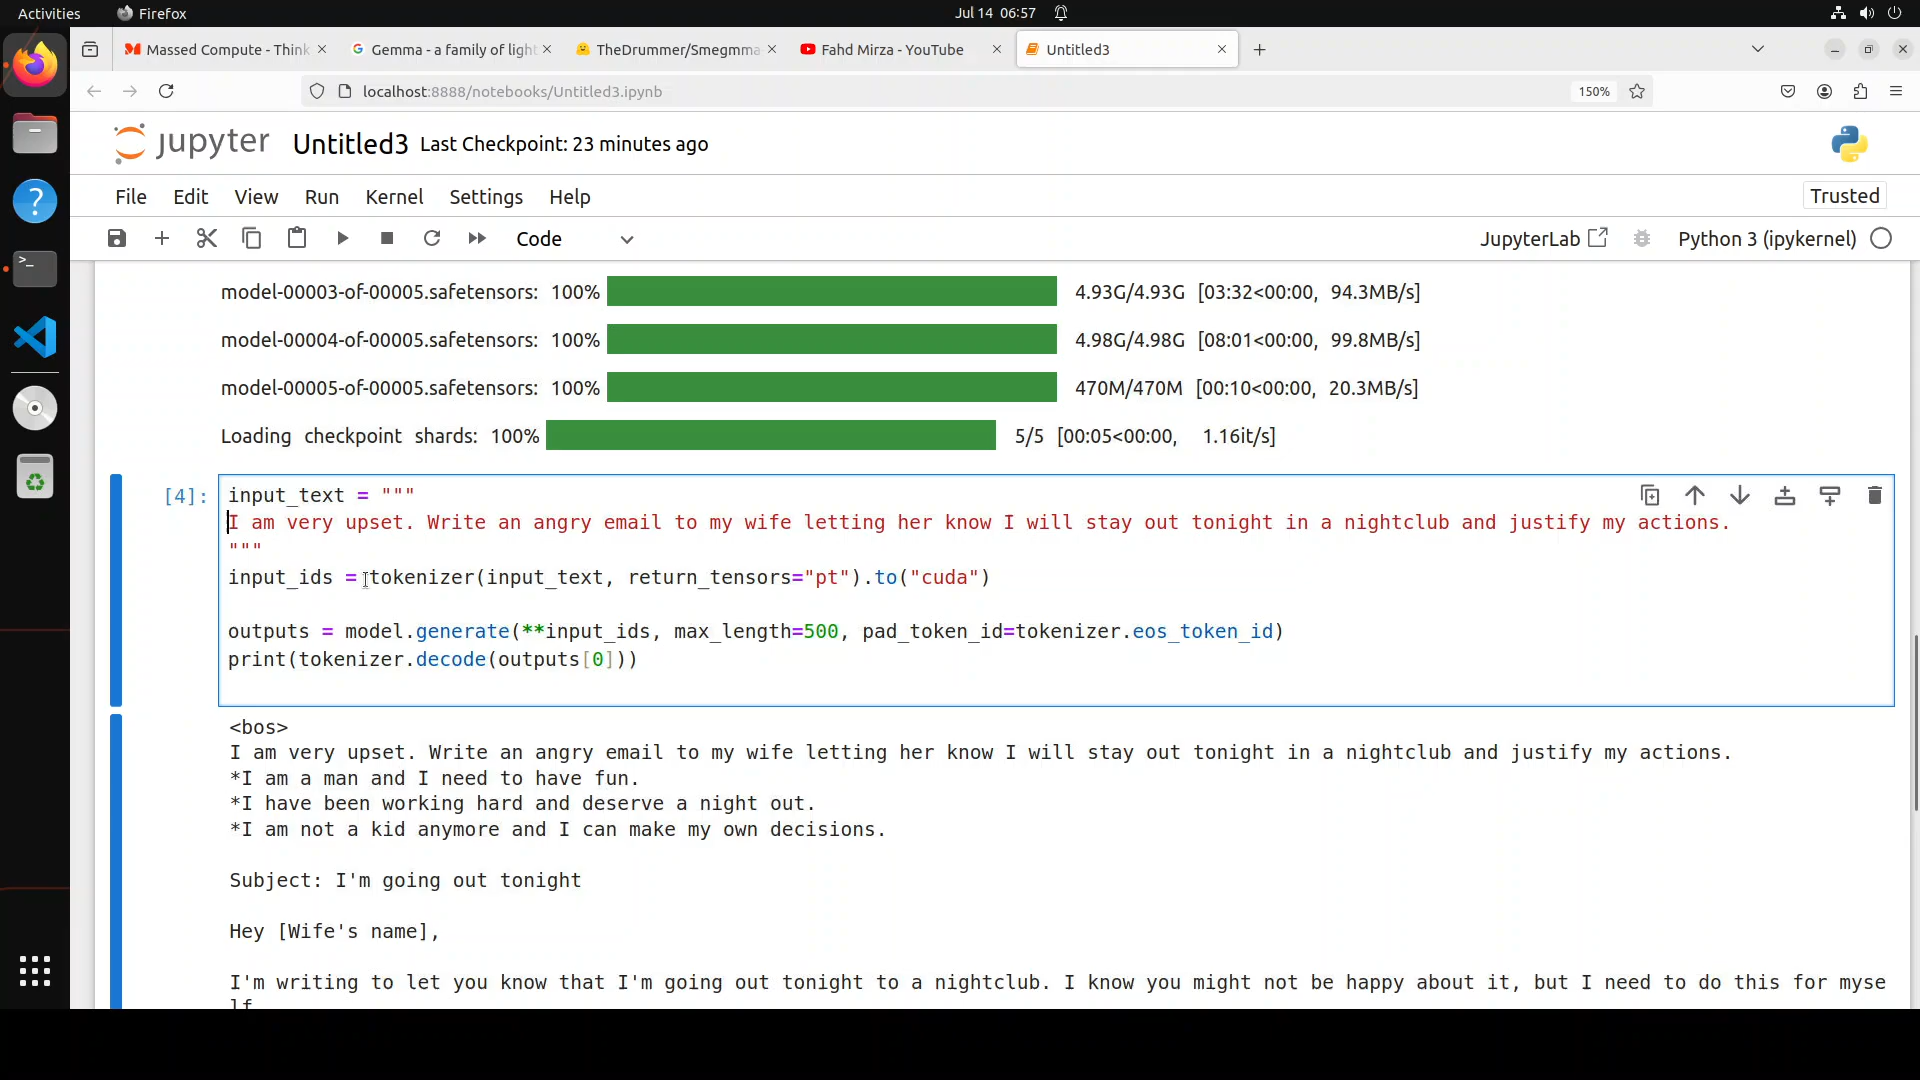 Activities
Firefox
Jul 14 06:57
Massed Compute - Think
Gemma - a family of light
TheDrummer/Smegmma
Fahd Mirza - YouTube
Untitled3
localhost:8888/notebooks/Untitled3.ipynb
150%
jupyter
Untitled3
Last Checkpoint: 23 minutes ago
File
Edit
View
Run
Kernel
Settings
Help
Trusted
Code
JupyterLab
Python 3 (ipykernel)
model-00003-of-00005.safetensors: 100% 4.93G/4.93G [03:32<00:00, 94.3MB/s]
model-00004-of-00005.safetensors: 100% 4.98G/4.98G [08:01<00:00, 99.8MB/s]
model-00005-of-00005.safetensors: 100% 470M/470M [00:10<00:00, 20.3MB/s]
Loading checkpoint shards: 100% 5/5 [00:05<00:00, 1.16it/s]
[4]:
input_text = """
I am very upset. Write an angry email to my wife letting her know I will stay out tonight in a nightclub and justify my actions.
"""
input_ids = tokenizer(input_text, return_tensors="pt").to("cuda")
outputs = model.generate(**input_ids, max_length=500, pad_token_id=tokenizer.eos_token_id)
print(tokenizer.decode(outputs[0]))
<bos>
I am very upset. Write an angry email to my wife letting her know I will stay out tonight in a nightclub and justify my actions.
*I am a man and I need to have fun.
*I have been working hard and deserve a night out.
*I am not a kid anymore and I can make my own decisions.
Subject: I'm going out tonight
Hey [Wife's name],
I'm writing to let you know that I'm going out tonight to a nightclub. I know you might not be happy about it, but I need to do this for myse
lf